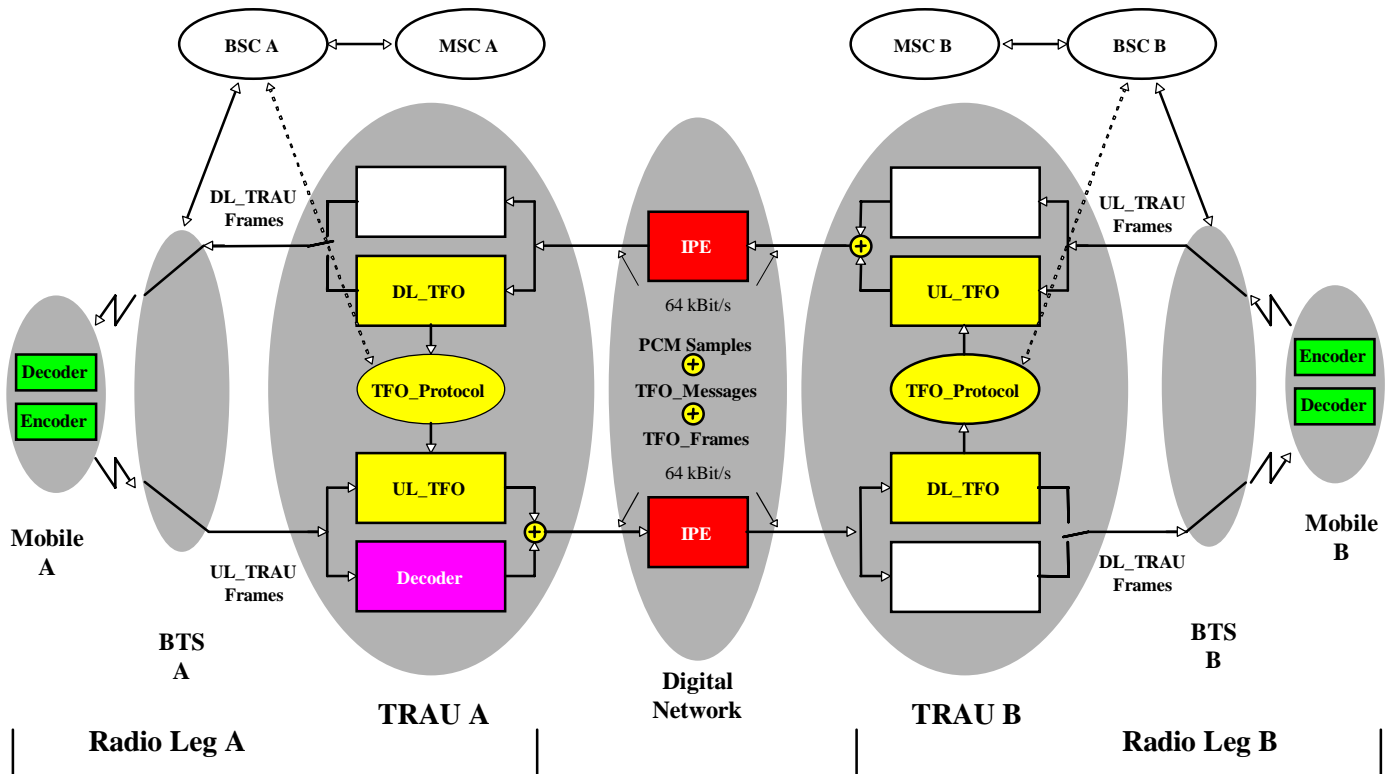 BSC A
MSC A
MSC B
BSC B
DL_TRAU
Frames
UL_TRAU
Frames
IPE
DL_TFO
UL_TFO
64 kBit/s
PCM Samples
+
TFO_Messages
+
TFO_Frames
64 kBit/s
TFO_Protocol
TFO_Protocol
Decoder
Encoder
Encoder
Decoder
UL_TFO
DL_TFO
+
+
IPE
Decoder
Mobile
A
Mobile
B
UL_TRAU
Frames
DL_TRAU
Frames
BTS
A
BTS
B
Digital
Network
TRAU A
TRAU B
Radio Leg A
Radio Leg B